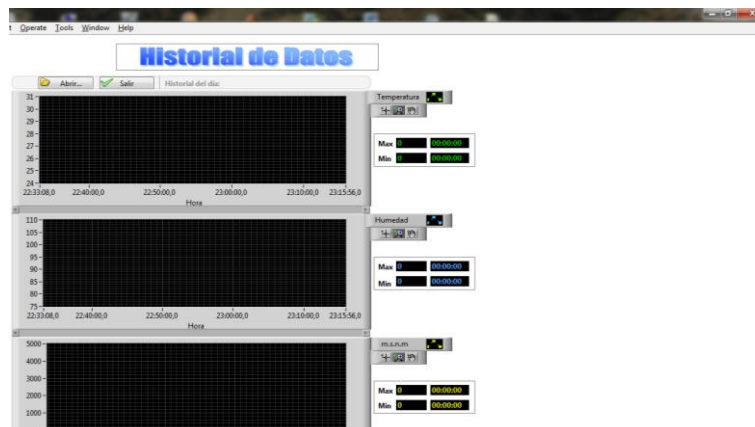 t Operate Tools Window Help
Historial de Datos
Abrir... Salir Historial del día:
31
30
29
28
27
26
25
24
22:33:08,0 22:40:00,0 22:50:00,0 23:00:00,0 23:10:00,0 23:15:56,0
Hora
Temperatura
Max 0 00:00:00
Min 0 00:00:00
110
105
100
95
90
85
80
75
22:33:08,0 22:40:00,0 22:50:00,0 23:00:00,0 23:10:00,0 23:15:56,0
Hora
Humedad
Max 0 00:00:00
Min 0 00:00:00
5000
4000
3000
2000
1000
m.s.n.m
Max 0 00:00:00
Min 0 00:00:00